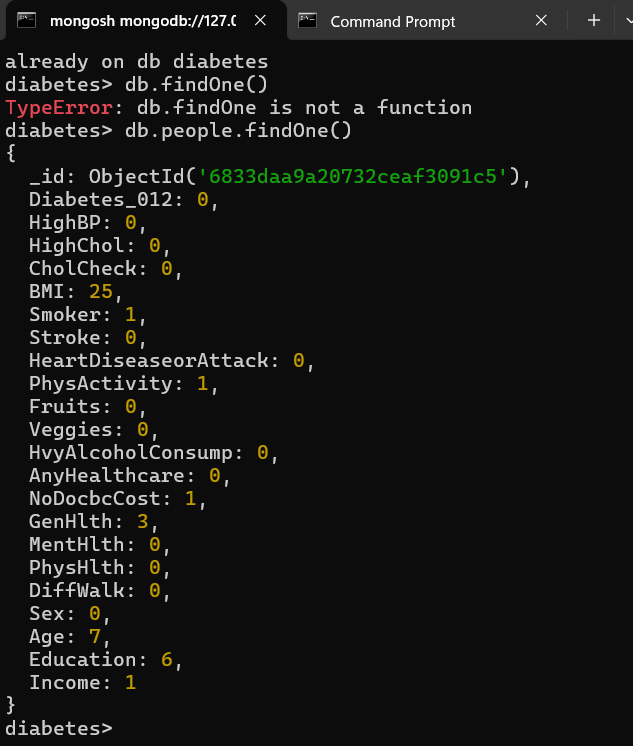 mongosh mongodb://127.0
Command Prompt
already on db diabetes
diabetes> db.findOne()
TypeError: db.findOne is not a function
diabetes> db.people.findOne()
{
  _id: ObjectId('6833daa9a20732ceaf3091c5'),
  Diabetes_012: 0,
  HighBP: 0,
  HighChol: 0,
  CholCheck: 0,
  BMI: 25,
  Smoker: 1,
  Stroke: 0,
  HeartDiseaseorAttack: 0,
  PhysActivity: 1,
  Fruits: 0,
  Veggies: 0,
  HvyAlcoholConsump: 0,
  AnyHealthcare: 0,
  NoDocbcCost: 1,
  GenHlth: 3,
  MentHlth: 0,
  PhysHlth: 0,
  DiffWalk: 0,
  Sex: 0,
  Age: 7,
  Education: 6,
  Income: 1
}
diabetes>